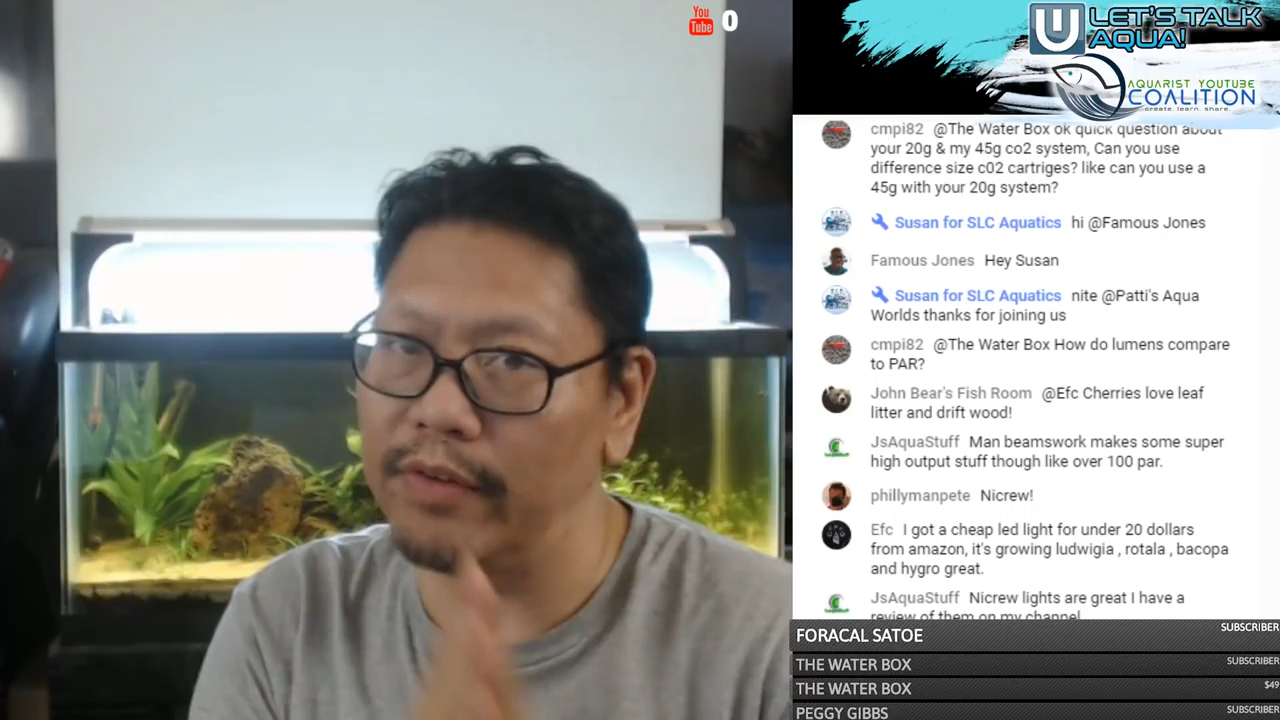 You
Tube
0
LET'S TALK
AQUA!
AQUARIST YOUTUBE
COALITION
create. learn. share.
cmpi82 @The Water Box ok quick question about
your 20g & my 45g co2 system, Can you use
difference size c02 cartriges? like can you use a
45g with your 20g system?
Susan for SLC Aquatics hi @Famous Jones
Famous Jones Hey Susan
Susan for SLC Aquatics nite @Patti's Aqua
Worlds thanks for joining us
cmpi82 @The Water Box How do lumens compare
to PAR?
John Bear's Fish Room @Efc Cherries love leaf
litter and drift wood!
JsAquaStuff Man beamswork makes some super
high output stuff though like over 100 par.
phillymanpete Nicrew!
Efc I got a cheap led light for under 20 dollars
from amazon, it's growing ludwigia , rotala , bacopa
and hygro great.
JsAquaStuff Nicrew lights are great I have a
review of them on my channel
FORACAL SATOE SUBSCRIBER
THE WATER BOX SUBSCRIBER
THE WATER BOX $49
PEGGY GIBBS SUBSCRIBER